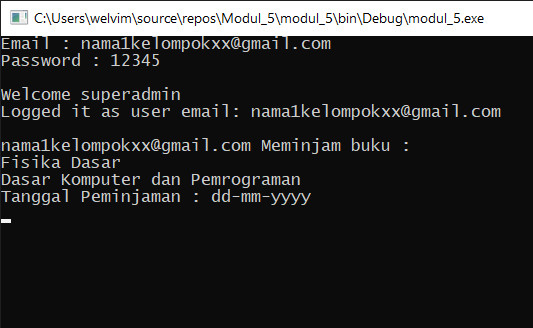 C:\Users\welvim\source\repos\Modul_5\modul_5\bin\Debug\modul_5.exe
Email : nama1kelompokxx@gmail.com
Password : 12345
Welcome superadmin
Logged it as user email: nama1kelompokxx@gmail.com
nama1kelompokxx@gmail.com Meminjam buku :
Fisika Dasar
Dasar Komputer dan Pemrograman
Tanggal Peminjaman : dd-mm-yyyy